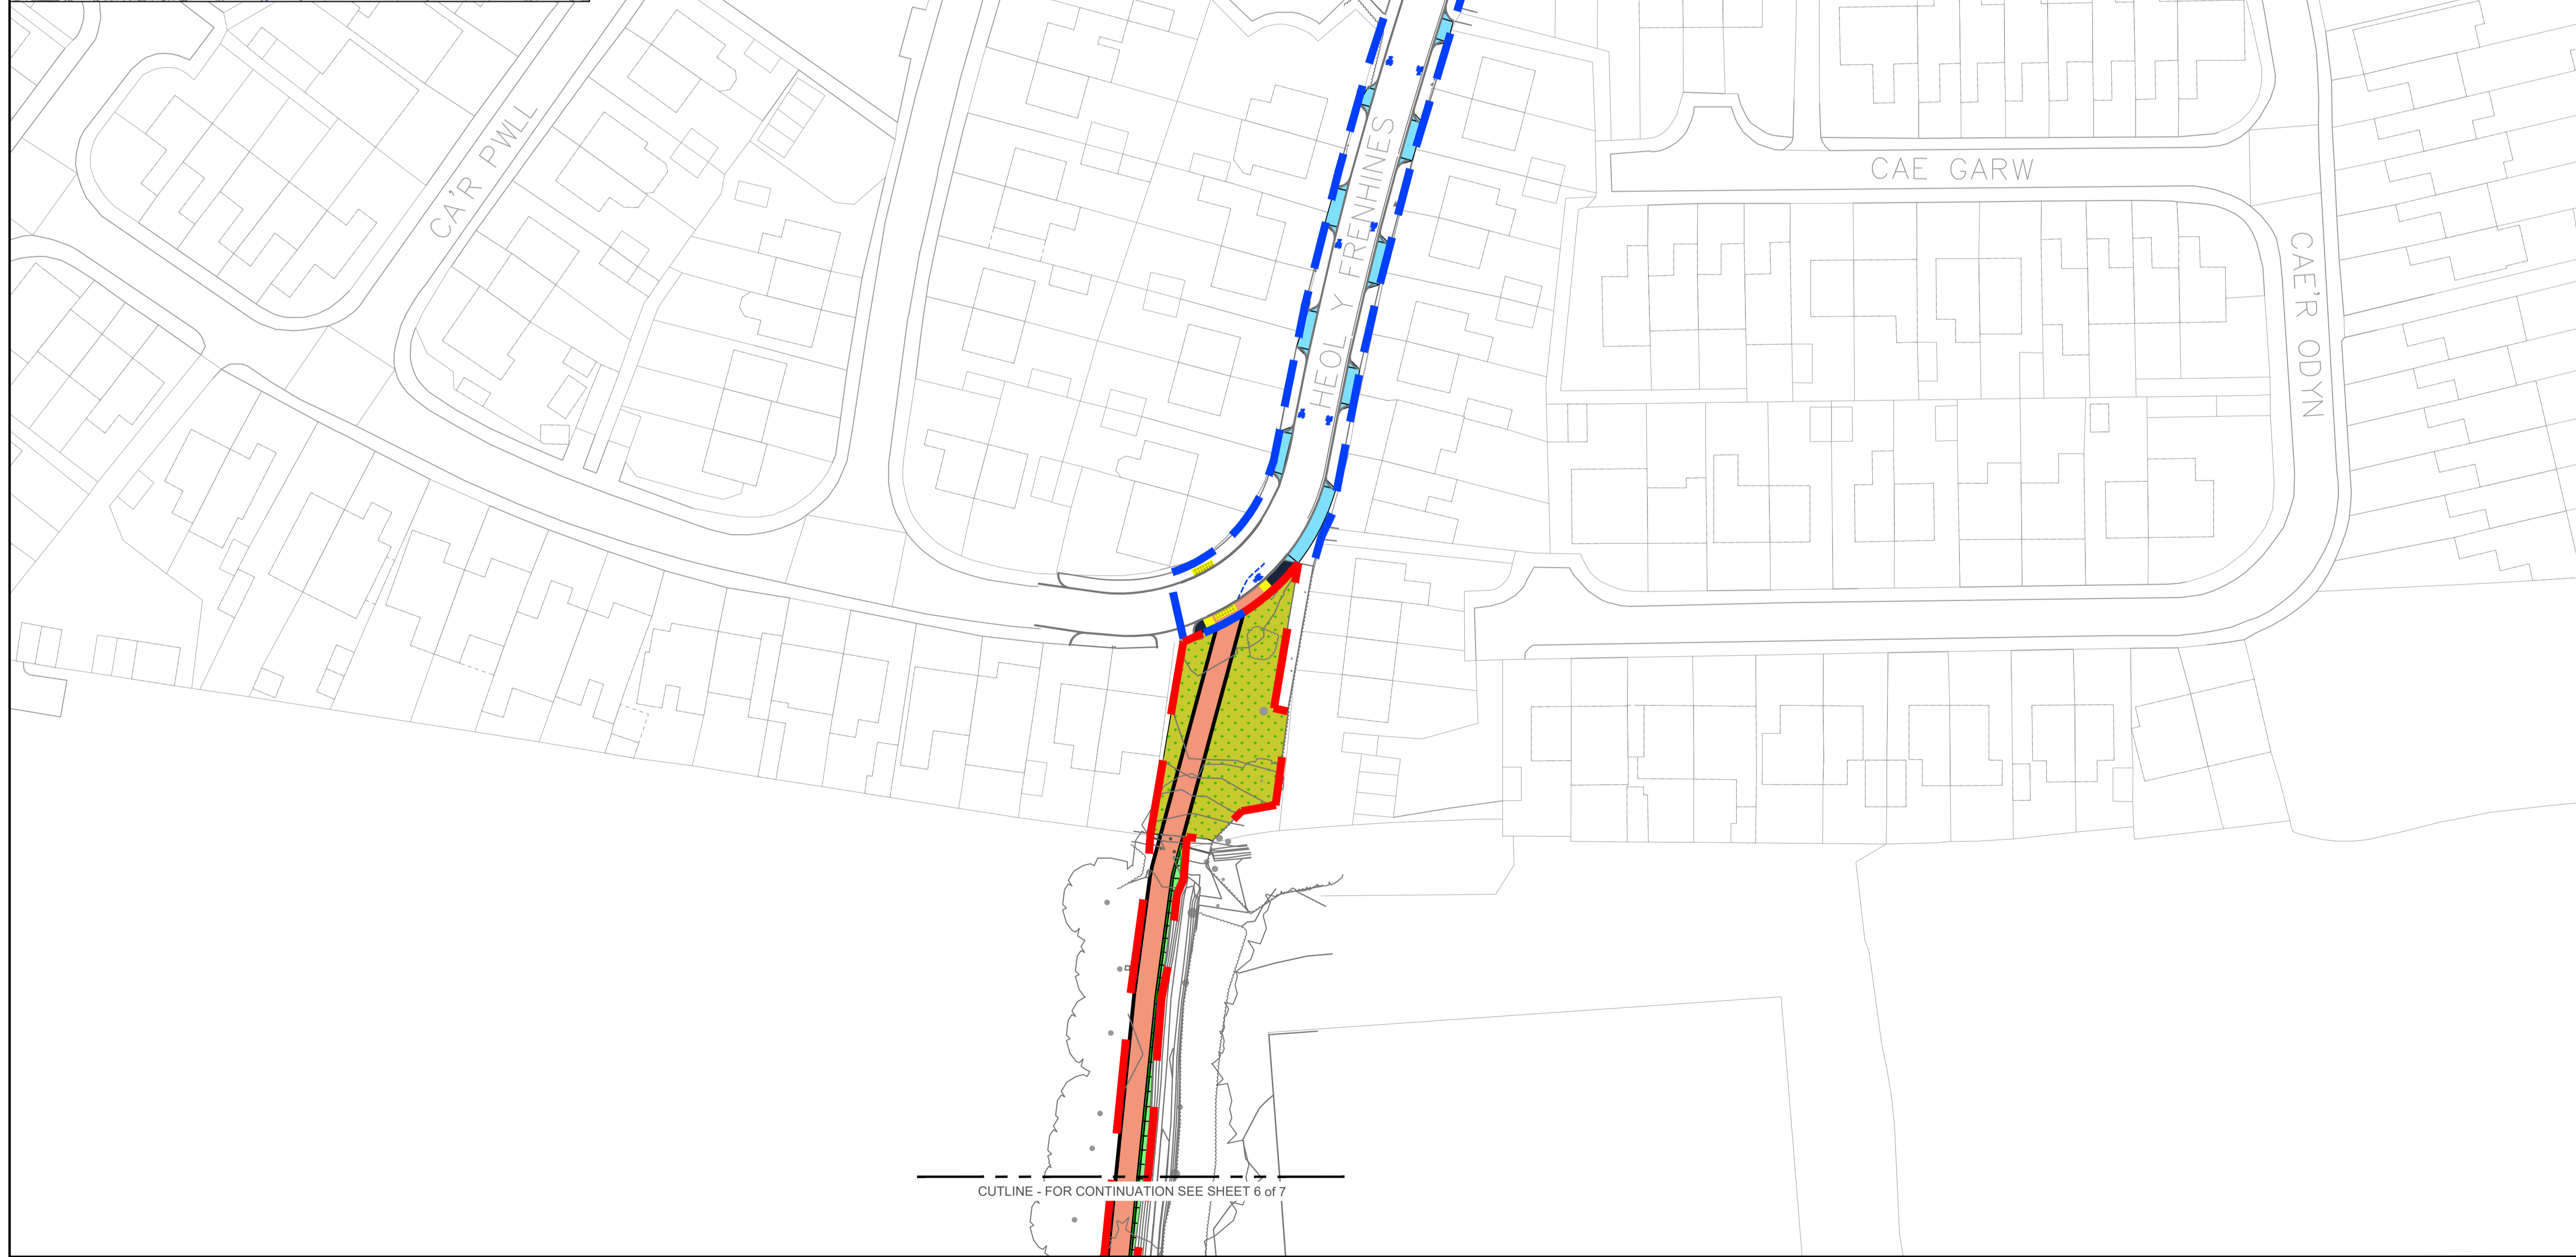 CA'R PWLL
HEOL Y FRENHINES
CAE GARW
CAE'R ODYN
CUTLINE - FOR CONTINUATION SEE SHEET 6 of 7